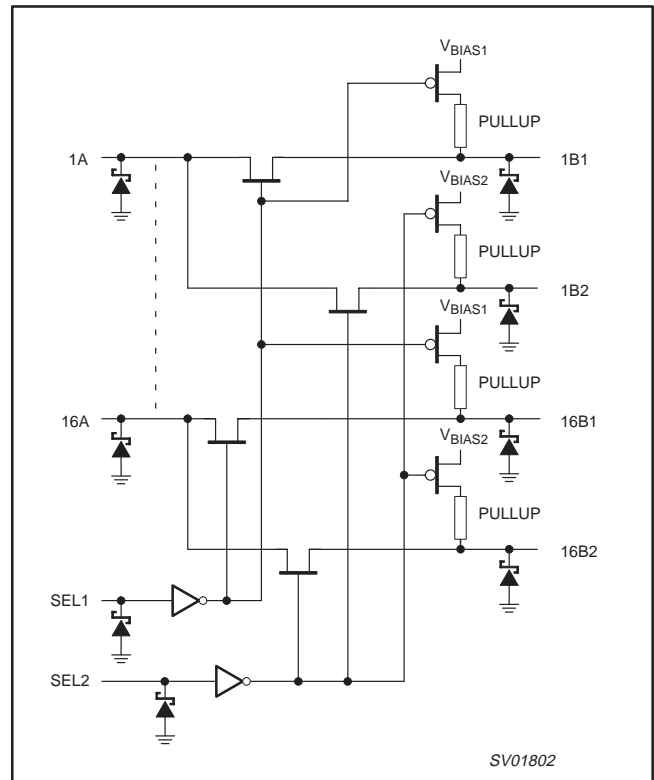 VBIAS1
PULLUP
1A
1B1
VBIAS2
PULLUP
1B2
VBIAS1
PULLUP
16A
16B1
VBIAS2
PULLUP
16B2
SEL1
SEL2
SV01802